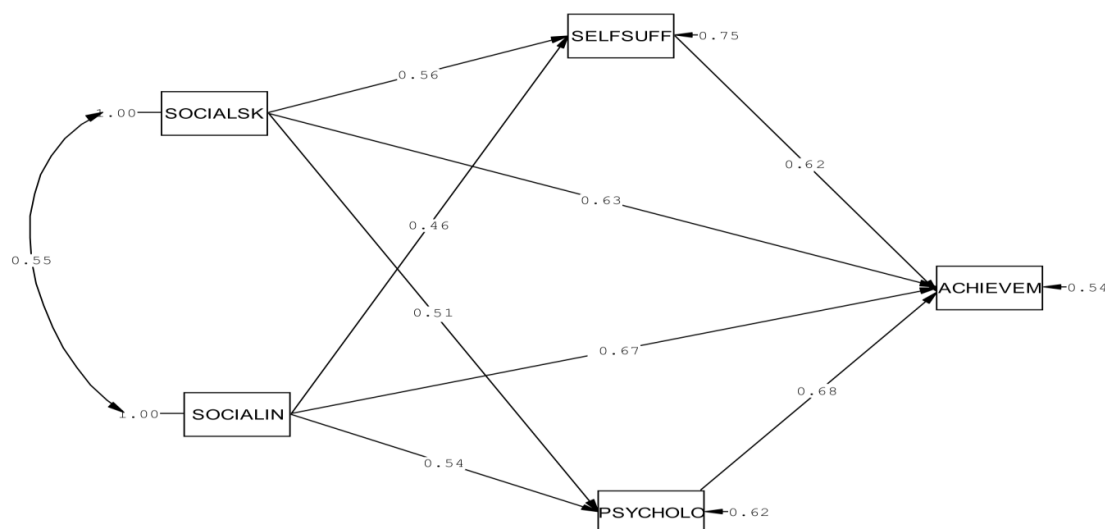 SELFSUFF
0.75
0.56
1.00
SOCIALSK
0.62
0.63
0.46
0.55
ACHIEVEM
0.54
0.51
0.67
0.68
1.00
SOCIALIN
0.54
PSYCHOLO
0.62